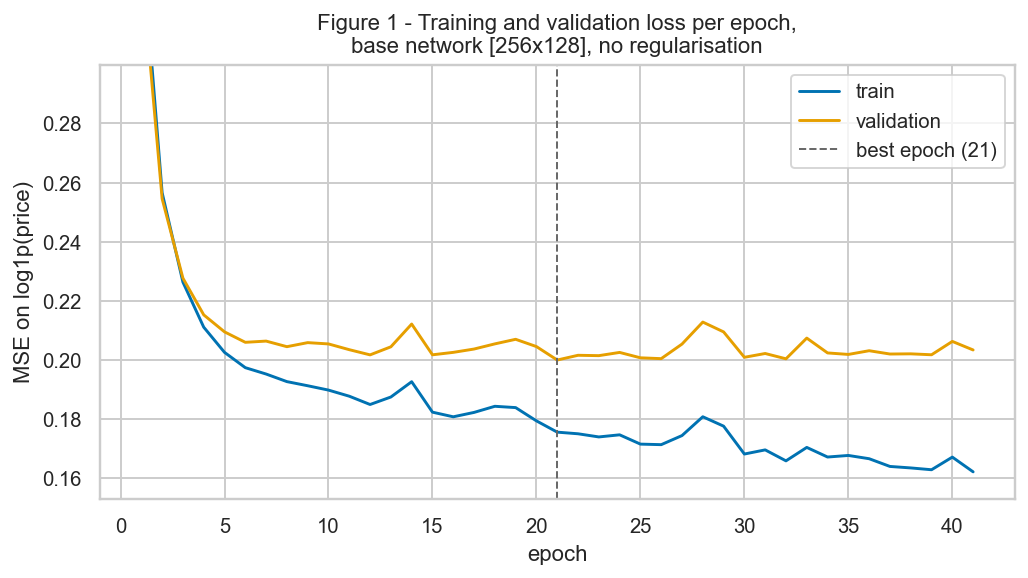 Figure 1 - Training and validation loss per epoch,
base network [256x128], no regularisation
train
validation
best epoch (21)
MSE on log1p(price)
0.28
0.26
0.24
0.22
0.20
0.18
0.16
0 5 10 15 20 25 30 35 40
epoch